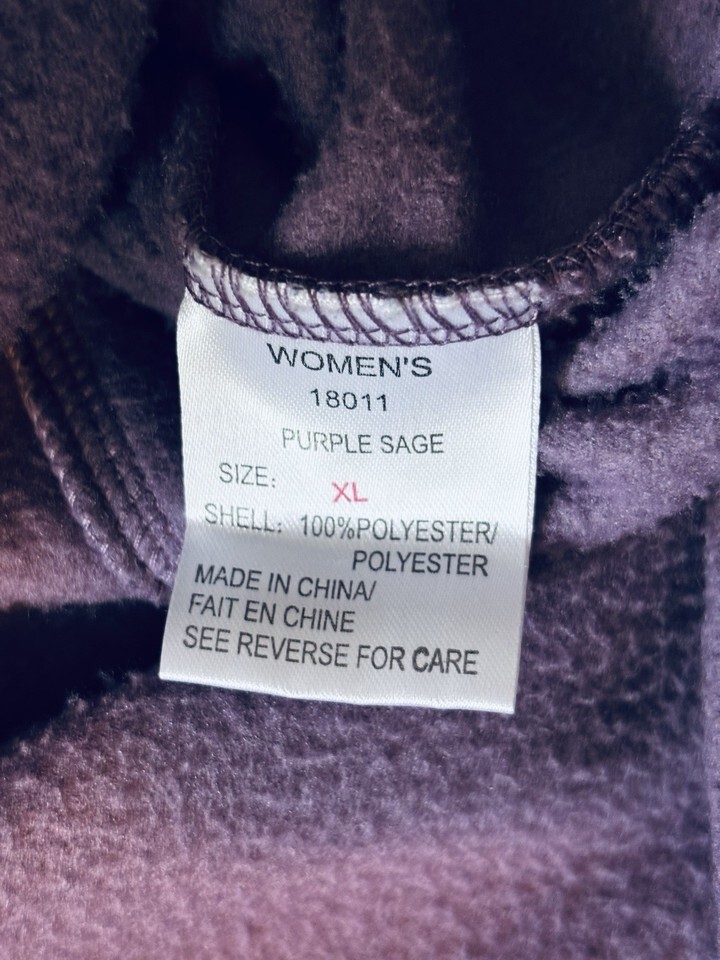 WOMEN'S
18011
PURPLE SAGE
SIZE: XL
SHELL: 100%POLYESTER/
POLYESTER
MADE IN CHINA/
FAIT EN CHINE
SEE REVERSE FOR CARE